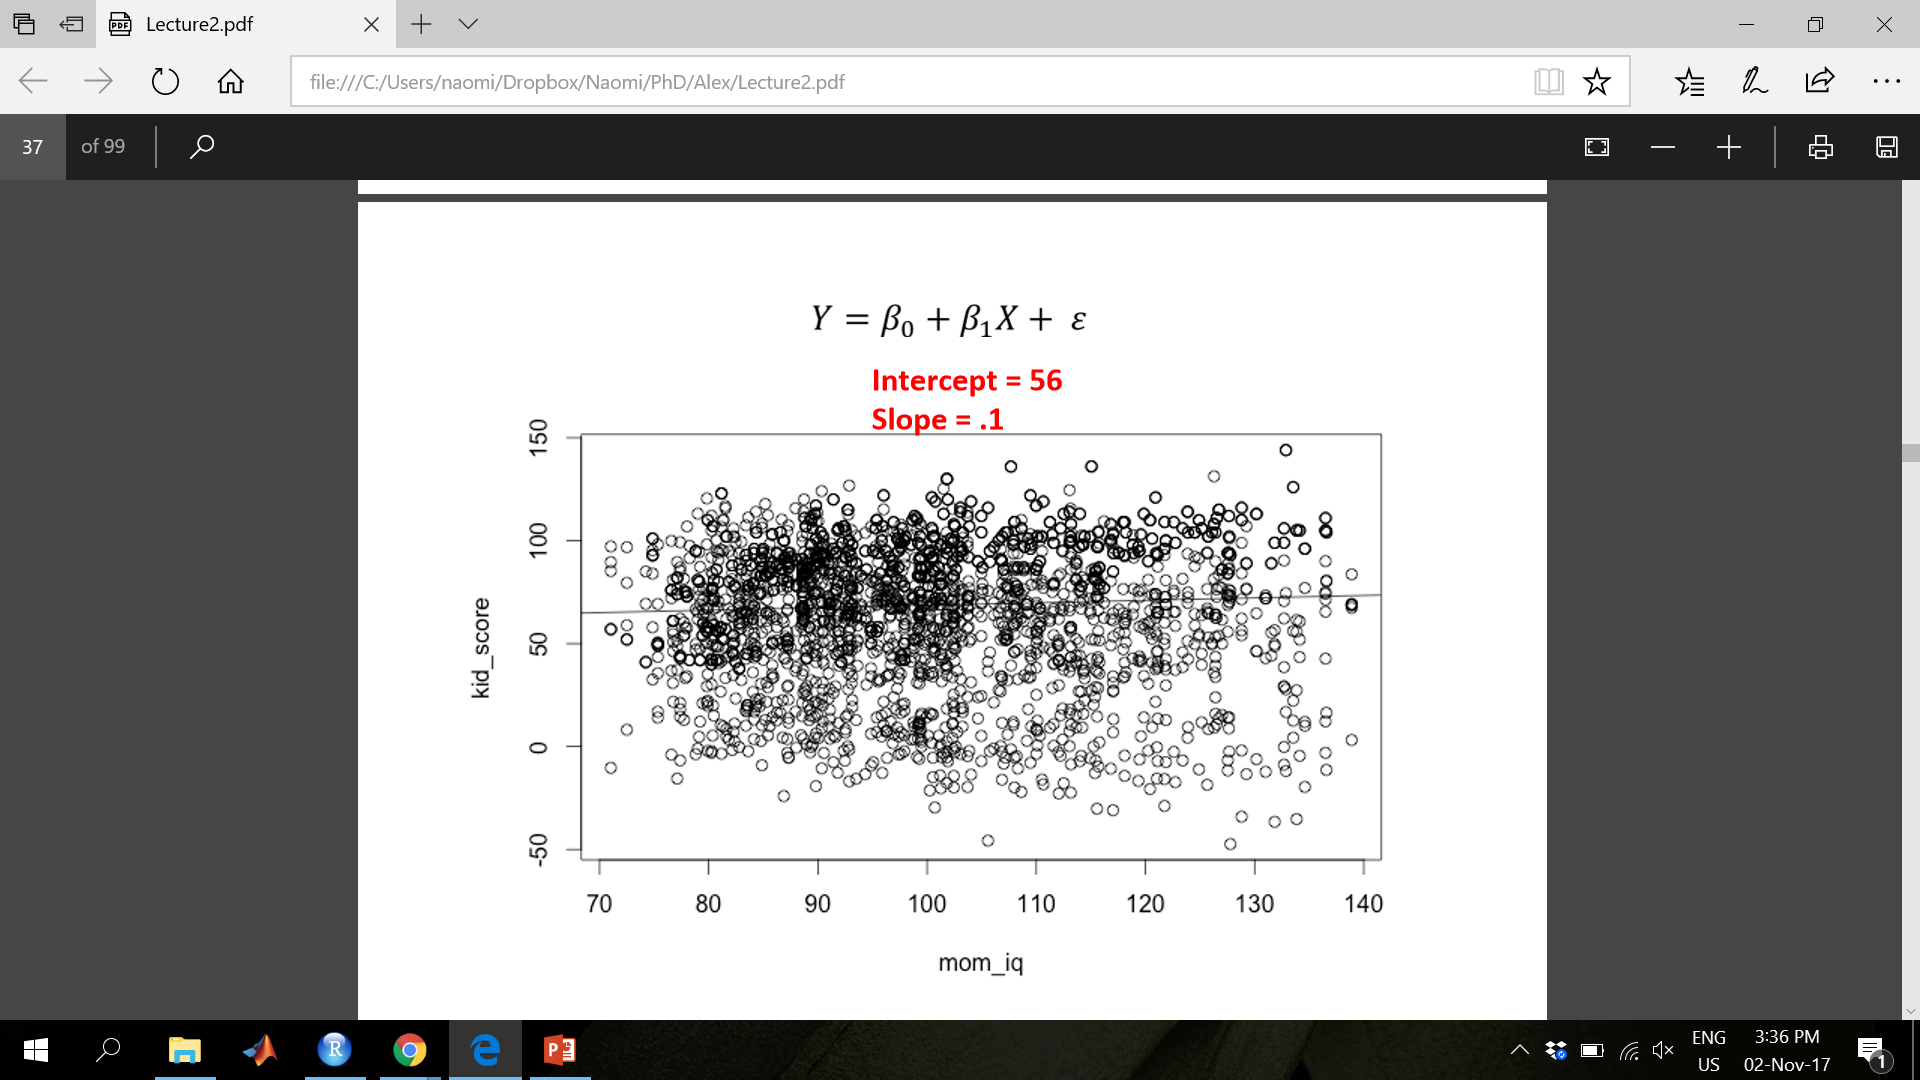 Lecture2.pdf
file:///C:/Users/naomi/Dropbox/Naomi/PhD/Alex/Lecture2.pdf
37 of 99
Y = β₀ + β₁X + ε
Intercept = 56
Slope = .1
150
100
50
0
-50
kid_score
70 80 90 100 110 120 130 140
mom_iq
ENG 3:36 PM
US 02-Nov-17
1